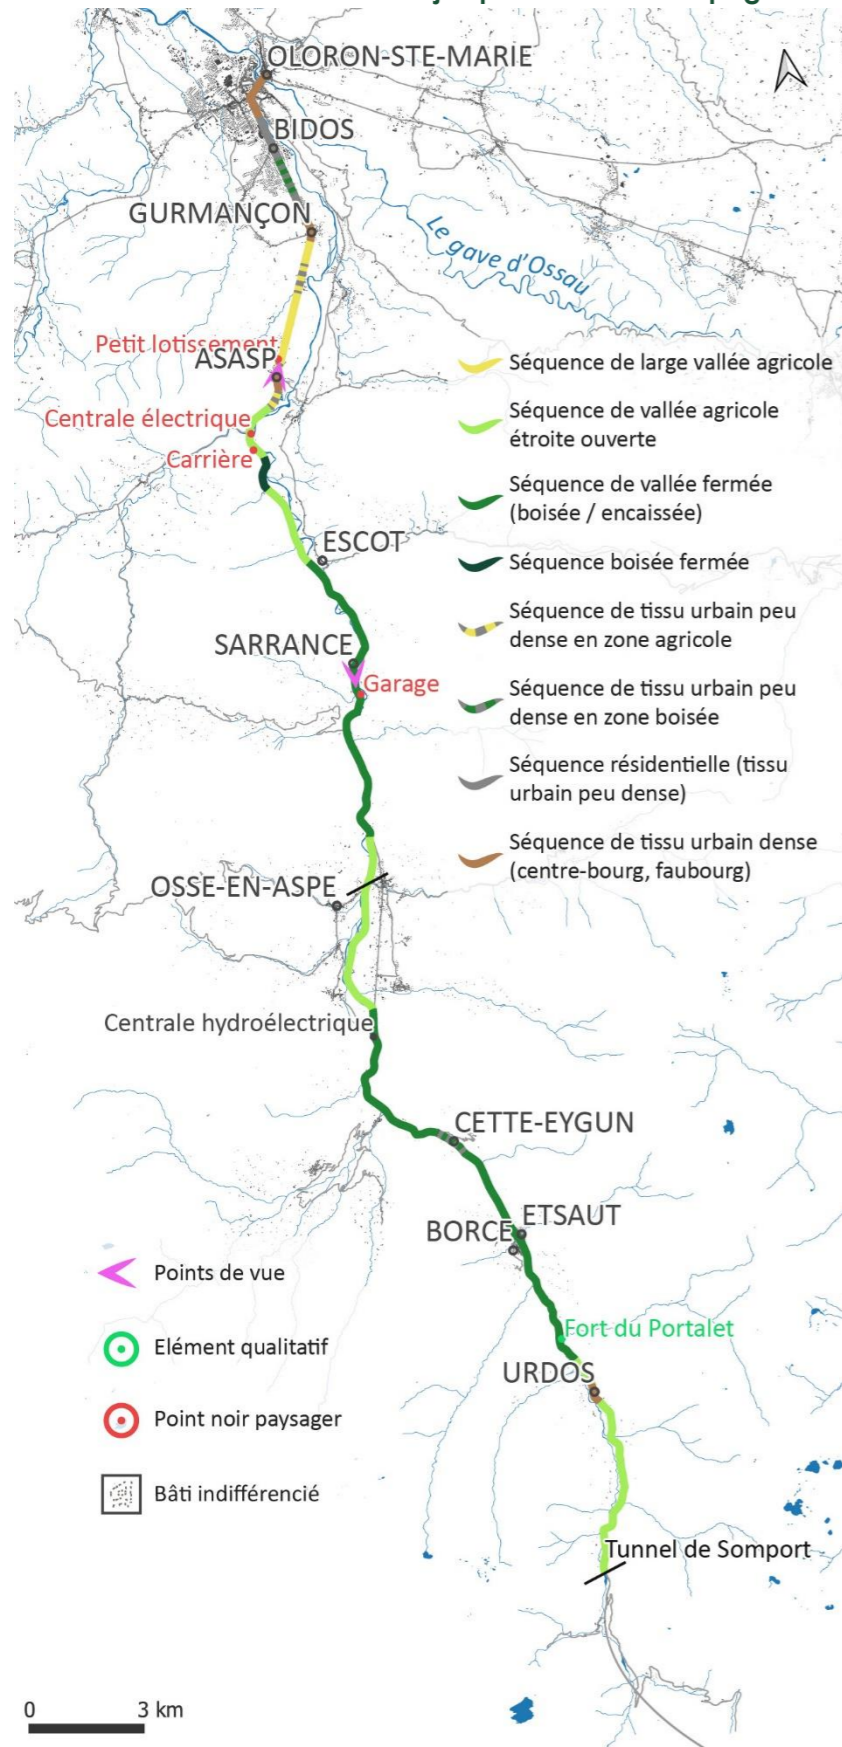 OLORON-STE-MARIE
BIDOS
GURMANÇON
Le gave d'Ossau
Petit lotissement
ASASP
Centrale électrique
Carrière
ESCOT
SARRANCE
Garage
OSSE-EN-ASPE
Centrale hydroélectrique
CETTE-EYGUN
ETSAUT
BORCE
Fort du Portalet
URDOS
Tunnel de Somport
Séquence de large vallée agricole
Séquence de vallée agricole
étroite ouverte
Séquence de vallée fermée
(boisée / encaissée)
Séquence boisée fermée
Séquence de tissu urbain peu
dense en zone agricole
Séquence de tissu urbain peu
dense en zone boisée
Séquence résidentielle (tissu
urbain peu dense)
Séquence de tissu urbain dense
(centre-bourg, faubourg)
Points de vue
Elément qualitatif
Point noir paysager
Bâti indifférencié
0 3 km